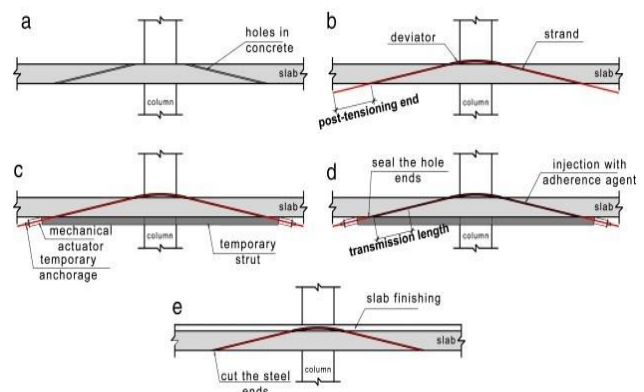 a
holes in
concrete
slab
column
b
deviator
strand
slab
column
post-tensioning end
c
slab
mechanical
actuator
temporary
anchorage
column
temporary
strut
d
seal the hole
ends
injection with
adherence agent
slab
column
transmission length
e
slab finishing
slab
cut the steel
ends
column